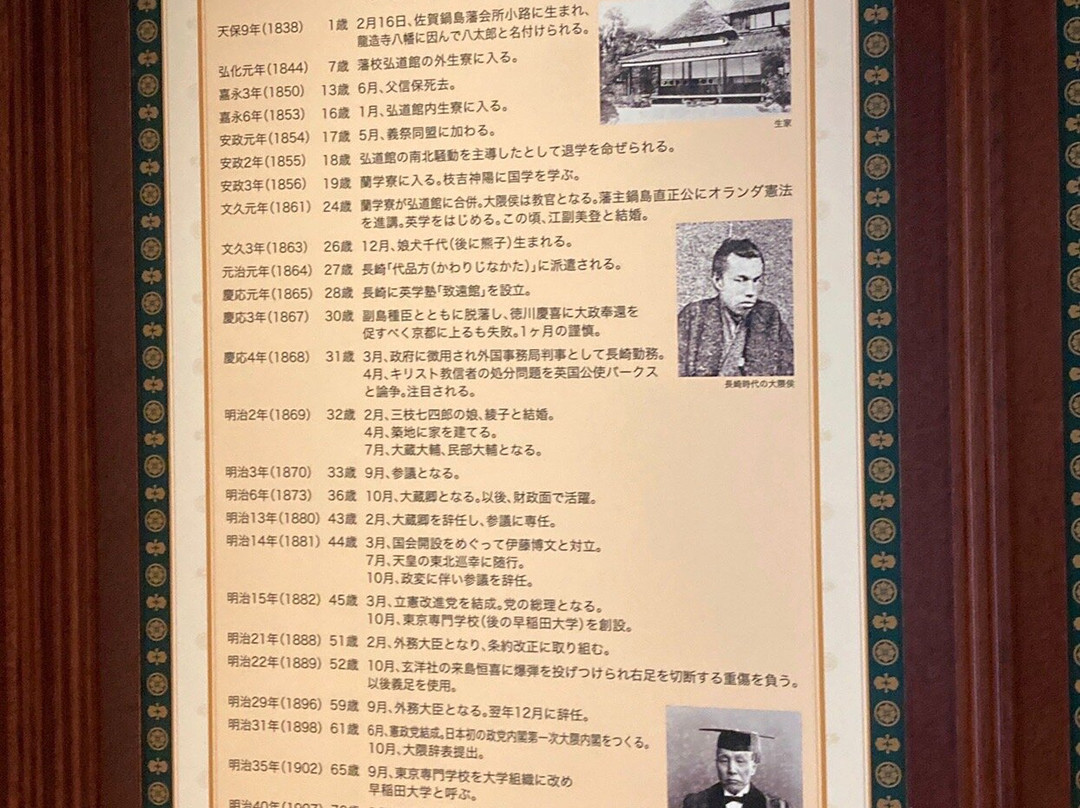 天保9年(1838) 1歳 2月16日、佐賀鍋島藩会所小路に生まれ、
龍造寺八幡に因んで八太郎と名付けられる。
弘化元年(1844) 7歳 藩校弘道館の外生寮に入る。
嘉永3年(1850) 13歳 6月、父信保死去。
嘉永6年(1853) 16歳 1月、弘道館内生寮に入る。
生家
安政元年(1854) 17歳 5月、義祭同盟に加わる。
安政2年(1855) 18歳 弘道館の南北騒動を主導したとして退学を命ぜられる。
安政3年(1856) 19歳 蘭学寮に入る。枝吉神陽に国学を学ぶ。
文久元年(1861) 24歳 蘭学寮が弘道館に合併。大隈侯は教官となる。藩主鍋島直正公にオランダ憲法
を進講。英学をはじめる。この頃、江副美登と結婚。
文久3年(1863) 26歳 12月、娘犬千代(後に熊子)生まれる。
元治元年(1864) 27歳 長崎「代品方(かわりじなかた)」に派遣される。
慶応元年(1865) 28歳 長崎に英学塾「致遠館」を設立。
慶応3年(1867) 30歳 副島種臣とともに脱藩し、徳川慶喜に大政奉還を
促すべく京都に上るも失敗。1ヶ月の謹慎。
慶応4年(1868) 31歳 3月、政府に徴用され外国事務局判事として長崎勤務。
4月、キリスト教信者の処分問題を英国公使パークス
と論争。注目される。
長崎時代の大隈侯
明治2年(1869) 32歳 2月、三枝七四郎の娘、綾子と結婚。
4月、築地に家を建てる。
7月、大蔵大輔、民部大輔となる。
明治3年(1870) 33歳 9月、参議となる。
明治6年(1873) 36歳 10月、大蔵卿となる。以後、財政面で活躍。
明治13年(1880) 43歳 2月、大蔵卿を辞任し、参議に専任。
明治14年(1881) 44歳 3月、国会開設をめぐって伊藤博文と対立。
7月、天皇の東北巡幸に随行。
10月、政変に伴い参議を辞任。
明治15年(1882) 45歳 3月、立憲改進党を結成。党の総理となる。
10月、東京専門学校(後の早稲田大学)を創設。
明治21年(1888) 51歳 2月、外務大臣となり、条約改正に取り組む。
明治22年(1889) 52歳 10月、玄洋社の来島恒喜に爆弾を投げつけられ右足を切断する重傷を負う。
以後義足を使用。
明治29年(1896) 59歳 9月、外務大臣となる。翌年12月に辞任。
明治31年(1898) 61歳 6月、憲政党結成。日本初の政党内閣第一次大隈内閣をつくる。
10月、大隈辞表提出。
明治35年(1902) 65歳 9月、東京専門学校を大学組織に改め
早稲田大学と呼ぶ。
明治40年(1907)